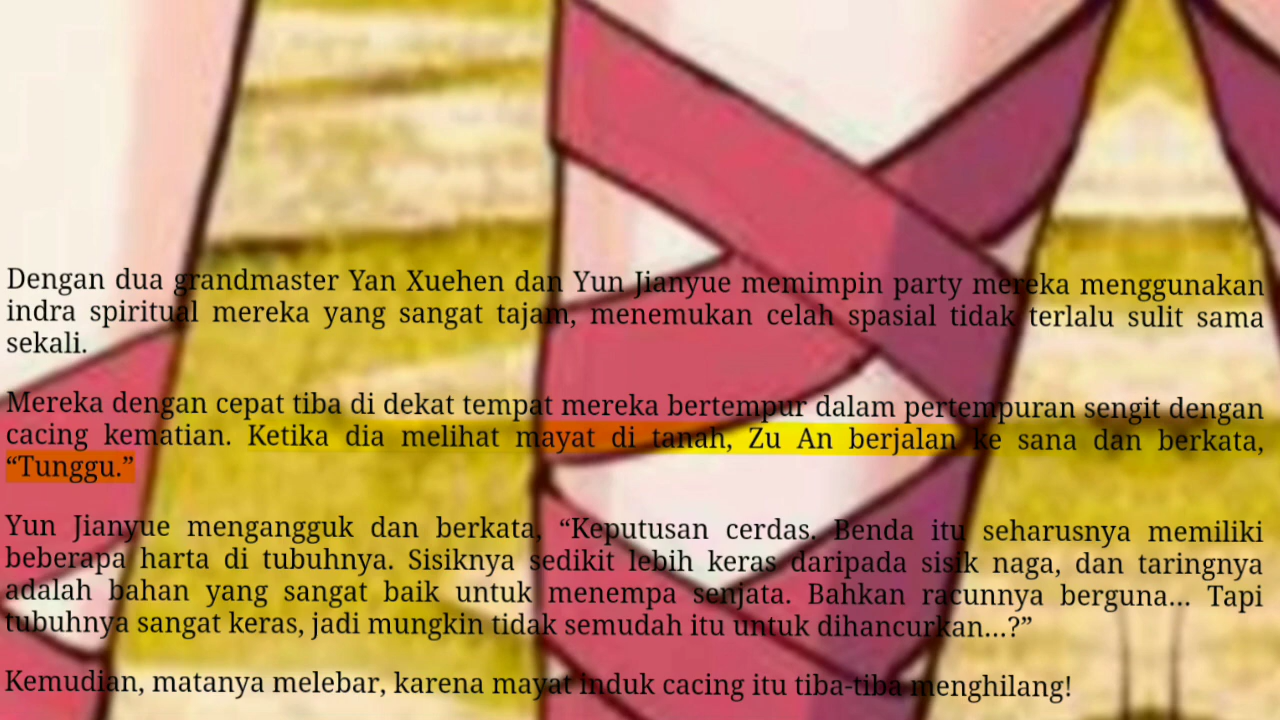 Dengan dua grandmaster Yan Xuehen dan Yun Jianyue memimpin party mereka menggunakan
indra spiritual mereka yang sangat tajam, menemukan celah spasial tidak terlalu sulit sama
sekali.
Mereka dengan cepat tiba di dekat tempat mereka bertempur dalam pertempuran sengit dengan
cacing kematian. Ketika dia melihat mayat di tanah, Zu An berjalan ke sana dan berkata,
“Tunggu.”
Yun Jianyue mengangguk dan berkata, “Keputusan cerdas. Benda itu seharusnya memiliki
beberapa harta di tubuhnya. Sisiknya sedikit lebih keras daripada sisik naga, dan taringnya
adalah bahan yang sangat baik untuk menempa senjata. Bahkan racunnya berguna... Tapi
tubuhnya sangat keras, jadi mungkin tidak semudah itu untuk dihancurkan...?”
Kemudian, matanya melebar, karena mayat induk cacing itu tiba-tiba menghilang!